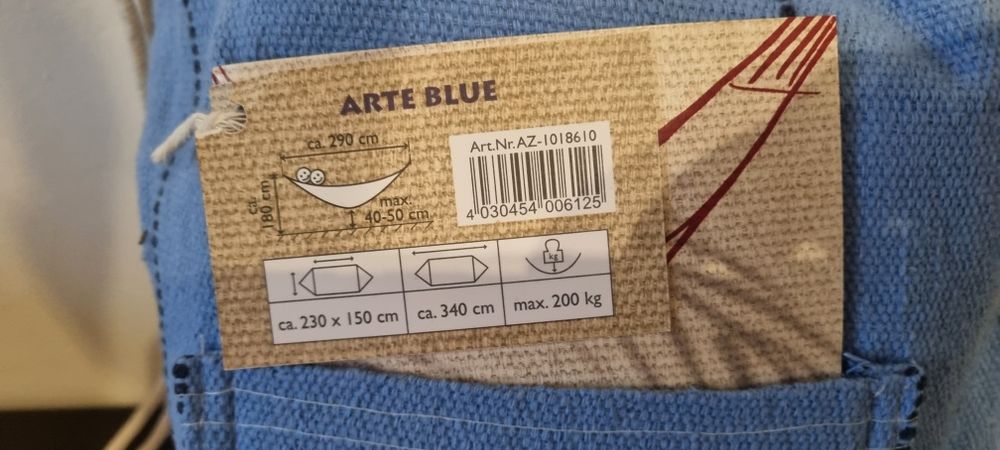 ARTE BLUE
ca. 290 cm
ca. 180 cm
max. 40-50 cm
Art.Nr.AZ-1018610
4 030454 006125
kg
ca. 230 x 150 cm
ca. 340 cm
max. 200 kg